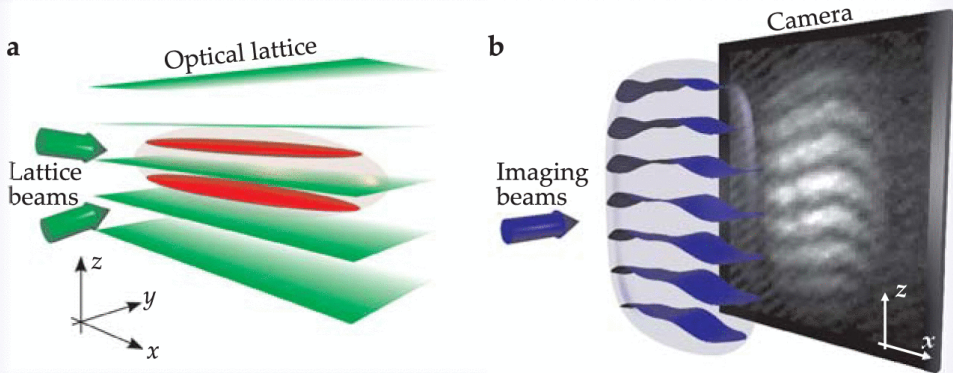 a
Optical lattice
Lattice
beams
z
y
x
b
Camera
Imaging
beams
z
x